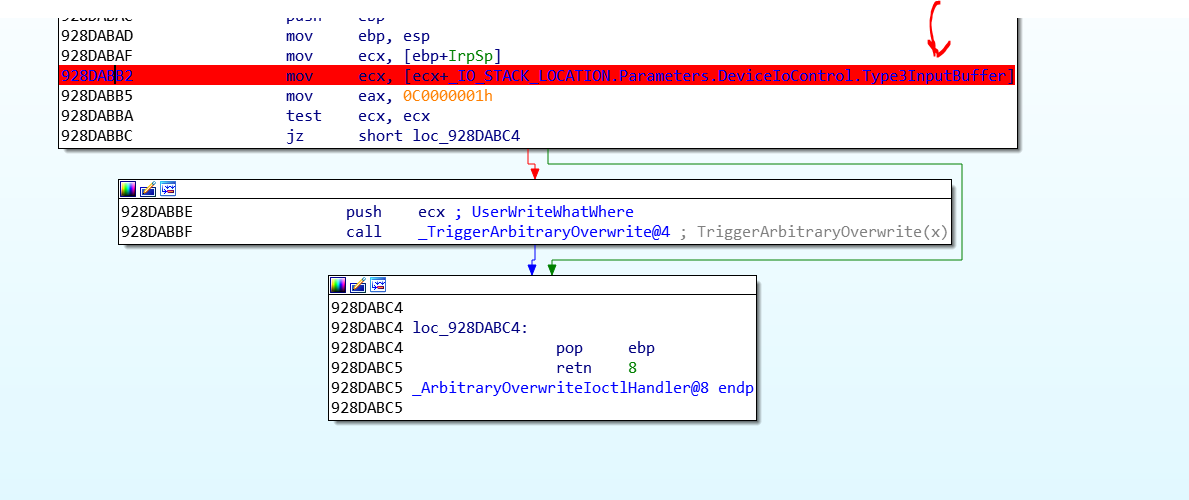 928DABAC push ebp
928DABAD mov ebp, esp
928DABAF mov ecx, [ebp+IrpSp]
928DABB2 mov ecx, [ecx+_IO_STACK_LOCATION.Parameters.DeviceIoControl.Type3InputBuffer]
928DABB5 mov eax, 0C0000001h
928DABBA test ecx, ecx
928DABBC jz short loc_928DABC4
928DABBE push ecx ; UserWriteWhatWhere
928DABBF call _TriggerArbitraryOverwrite@4 ; TriggerArbitraryOverwrite(x)
928DABC4
928DABC4 loc_928DABC4:
928DABC4 pop ebp
928DABC5 retn 8
928DABC5 _ArbitraryOverwriteIoctlHandler@8 endp
928DABC5